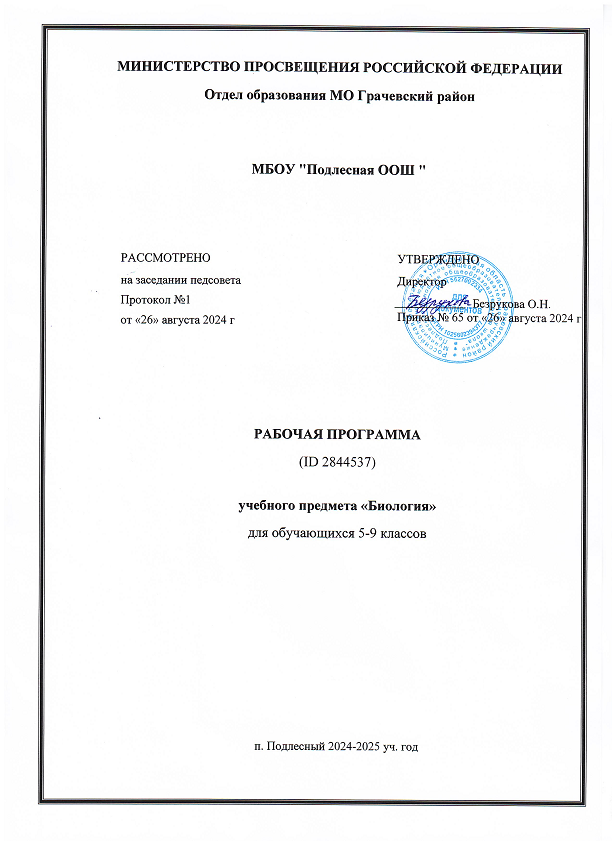 МИНИСТЕРСТВО ПРОСВЕЩЕНИЯ РОССИЙСКОЙ ФЕДЕРАЦИИ
Отдел образования МО Грачевский район
МБОУ "Подлесная ООШ "
РАССМОТРЕНО
на заседании педсовета
Протокол №1
от «26» августа 2024 г
УТВЕРЖДЕНО
Директор
Безрукова Безрукова О.Н.
Приказ № 65 от «26» августа 2024 г
РАБОЧАЯ ПРОГРАММА
(ID 2844537)
учебного предмета «Биология»
для обучающихся 5-9 классов
п. Подлесный 2024-2025 уч. год